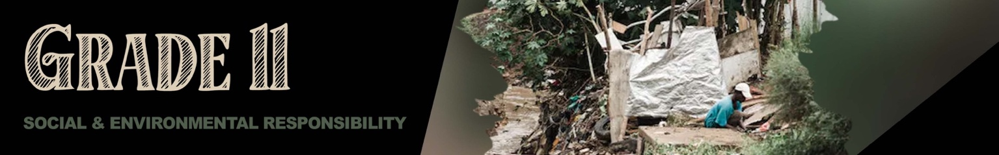 GRADE 11
SOCIAL & ENVIRONMENTAL RESPONSIBILITY